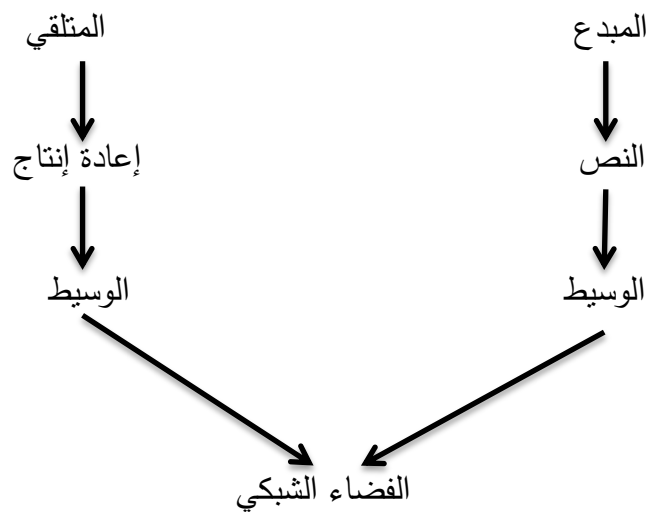 المبدع
المتلقي
النص
إعادة إنتاج
الوسيط
الوسيط
الفضاء الشبكي